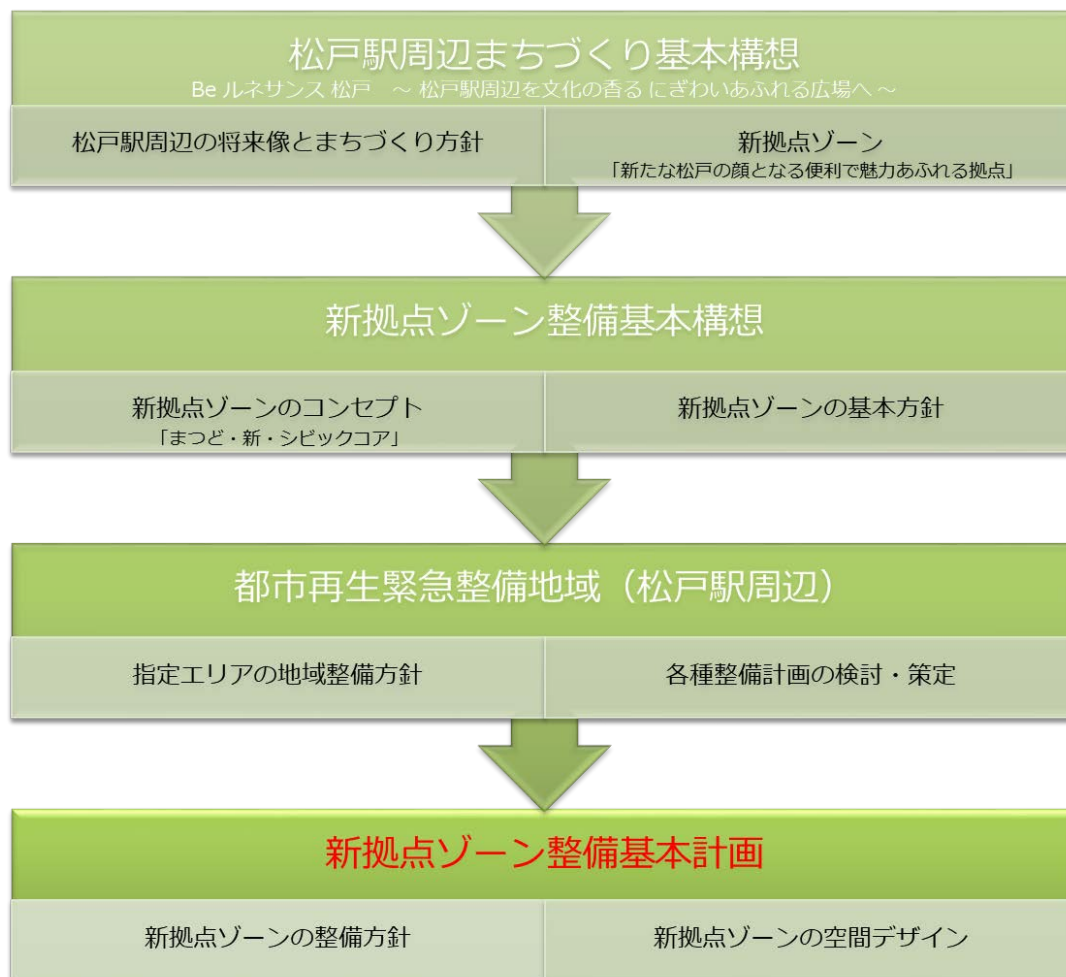 松戸駅周辺まちづくり基本構想
Be ルネサンス 松戸　～ 松戸駅周辺を文化の香る にぎわいあふれる広場へ ～
松戸駅周辺の将来像とまちづくり方針
新拠点ゾーン
「新たな松戸の顔となる便利で魅力あふれる拠点」
新拠点ゾーン整備基本構想
新拠点ゾーンのコンセプト
「まつど・新・シビックコア」
新拠点ゾーンの基本方針
都市再生緊急整備地域（松戸駅周辺）
指定エリアの地域整備方針
各種整備計画の検討・策定
新拠点ゾーン整備基本計画
新拠点ゾーンの整備方針
新拠点ゾーンの空間デザイン